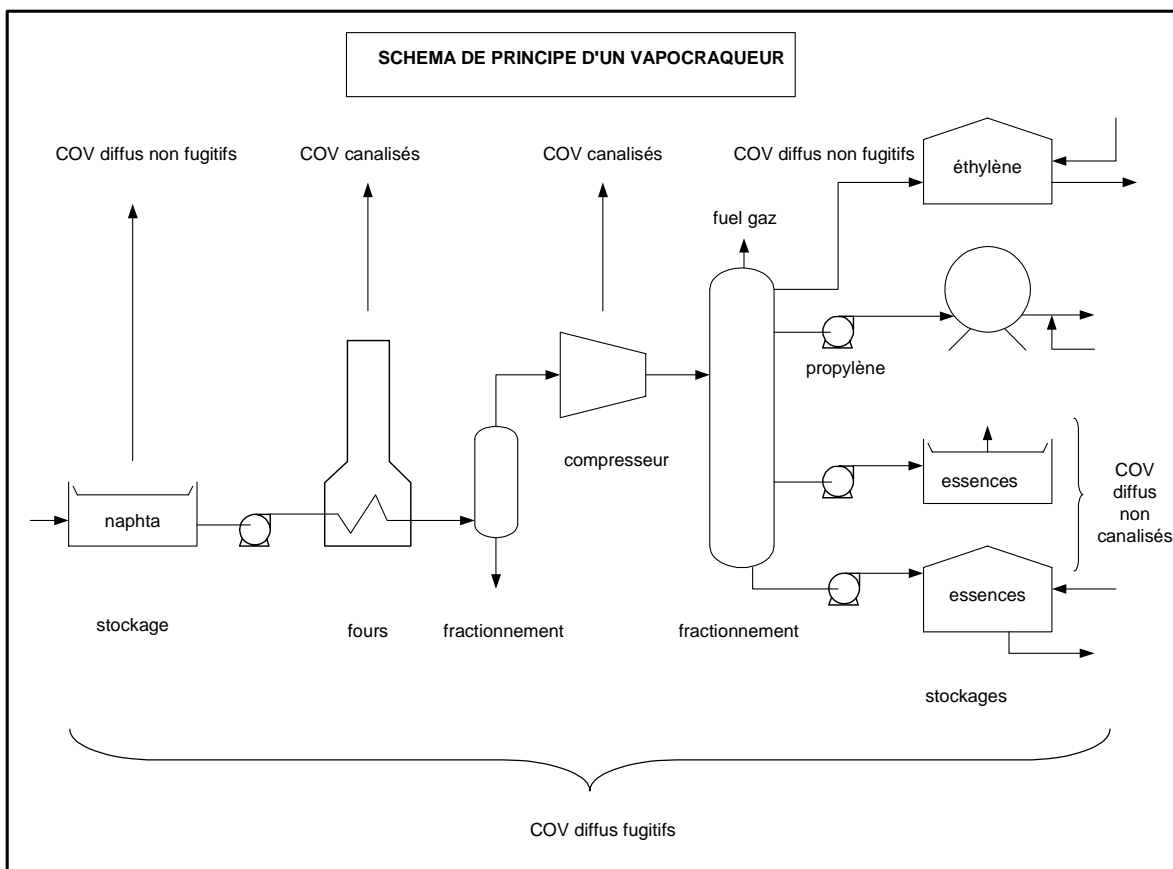 SCHEMA DE PRINCIPE D'UN VAPOCRAQUEUR
COV diffus non fugitifs
COV canalisés
COV canalisés
COV diffus non fugitifs
éthylène
fuel gaz
propylène
compresseur
naphta
essences
COV
diffus
non
canalisés
essences
stockage
fours
fractionnement
fractionnement
stockages
COV diffus fugitifs